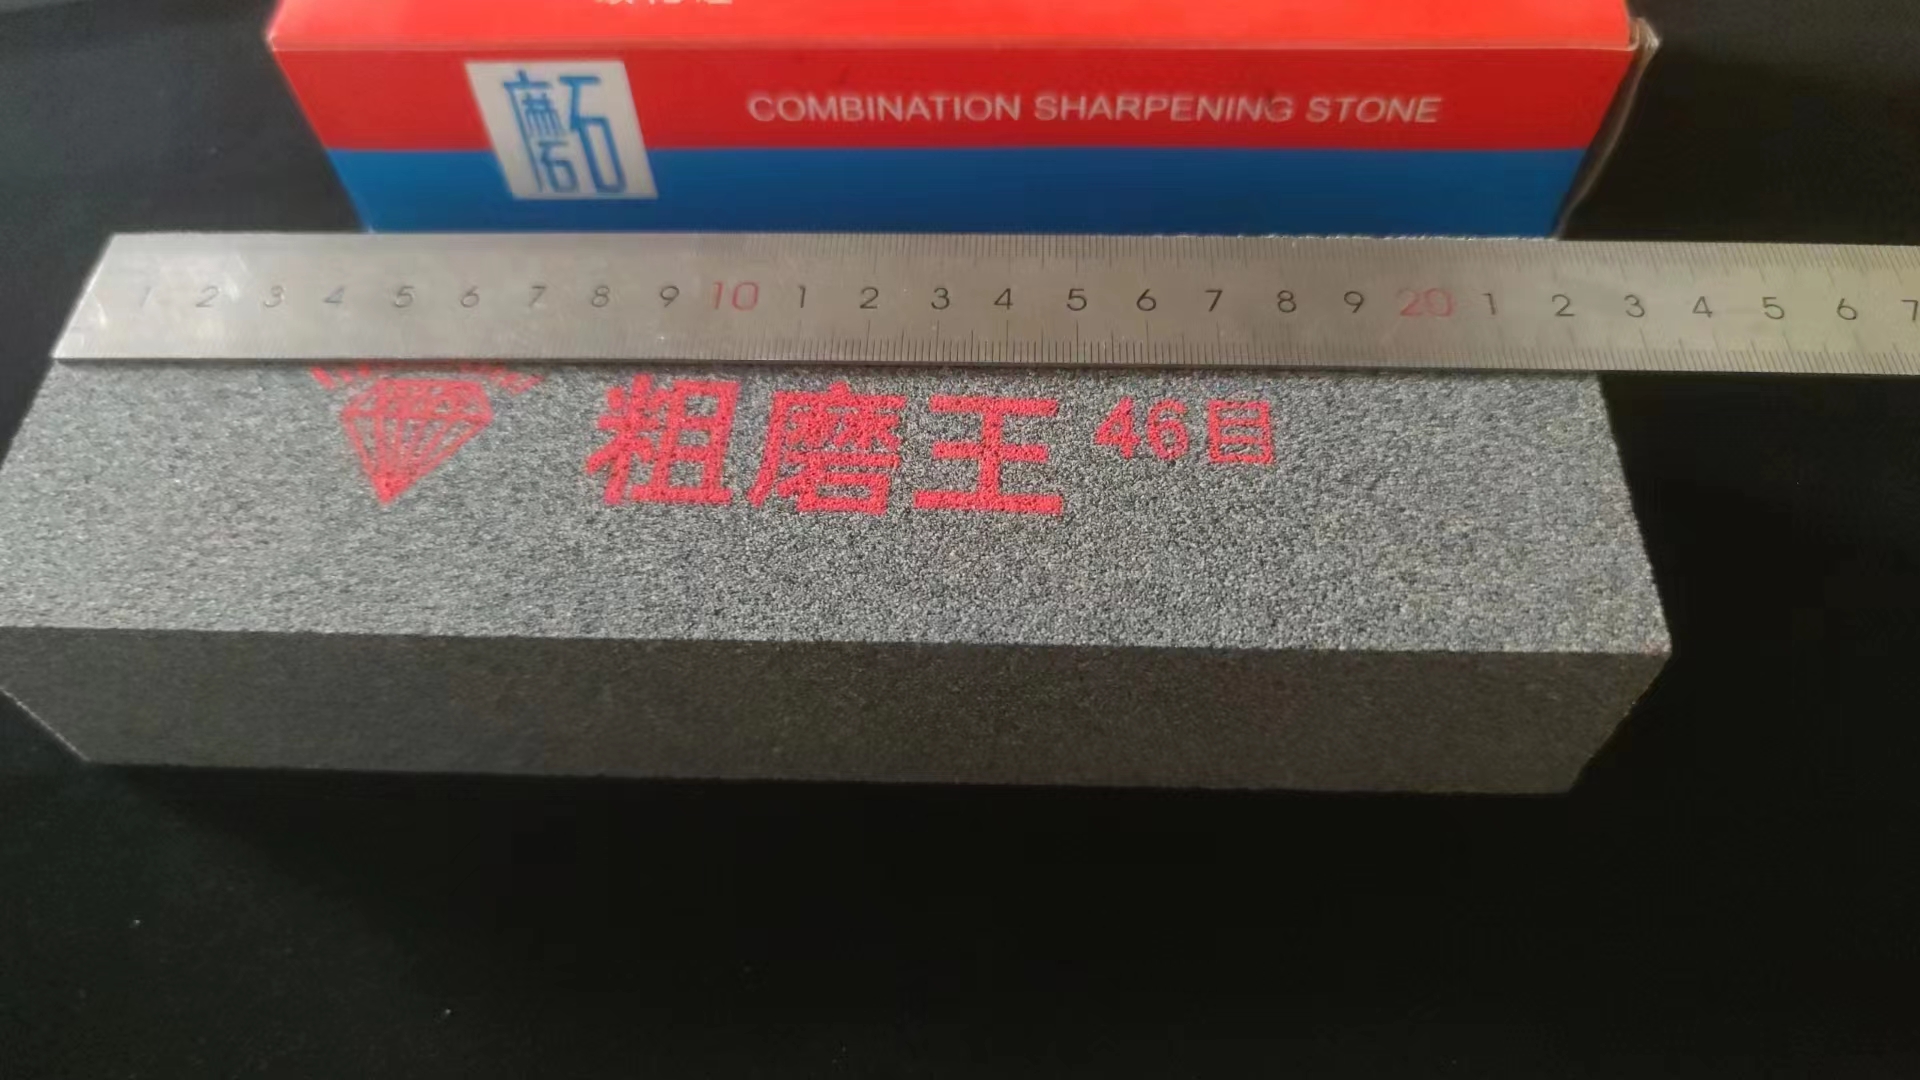 磨石
COMBINATION SHARPENING STONE
1 2 3 4 5 6 7 8 9 10 1 2 3 4 5 6 7 8 9 20 1 2 3 4 5 6 7
粗磨王 46目